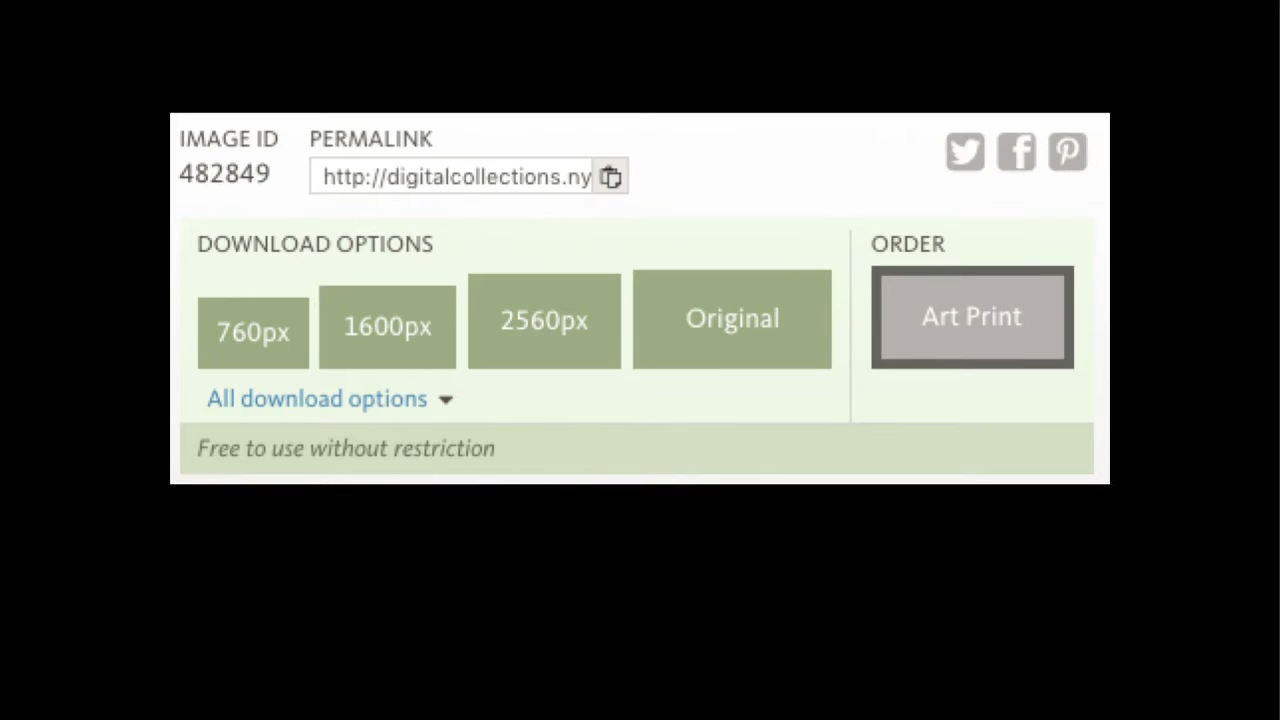 IMAGE ID PERMALINK
482849 http://digitalcollections.ny
DOWNLOAD OPTIONS ORDER
760px 1600px 2560px Original Art Print
All download options
Free to use without restriction